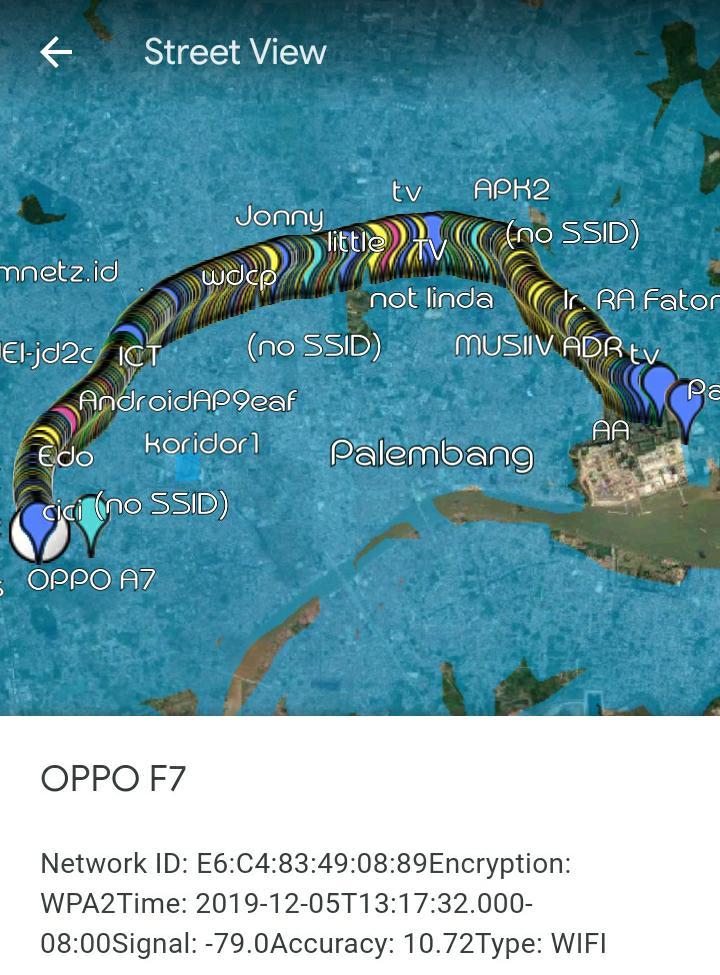 Street View
tv
APK2
Jonny
little
TV
(no SSID)
mnetz.id
wdcp
not linda
Ir. RA Fator
EI-jd2c
ICT
(no SSID)
MUSIIV ADR
tv
AndroidAP9eaf
Pa
koridor1
AA
Edo
Palembang
cici
(no SSID)
OPPO A7
OPPO F7
Network ID: E6:C4:83:49:08:89Encryption:
WPA2Time: 2019-12-05T13:17:32.000-
08:00Signal: -79.0Accuracy: 10.72Type: WIFI